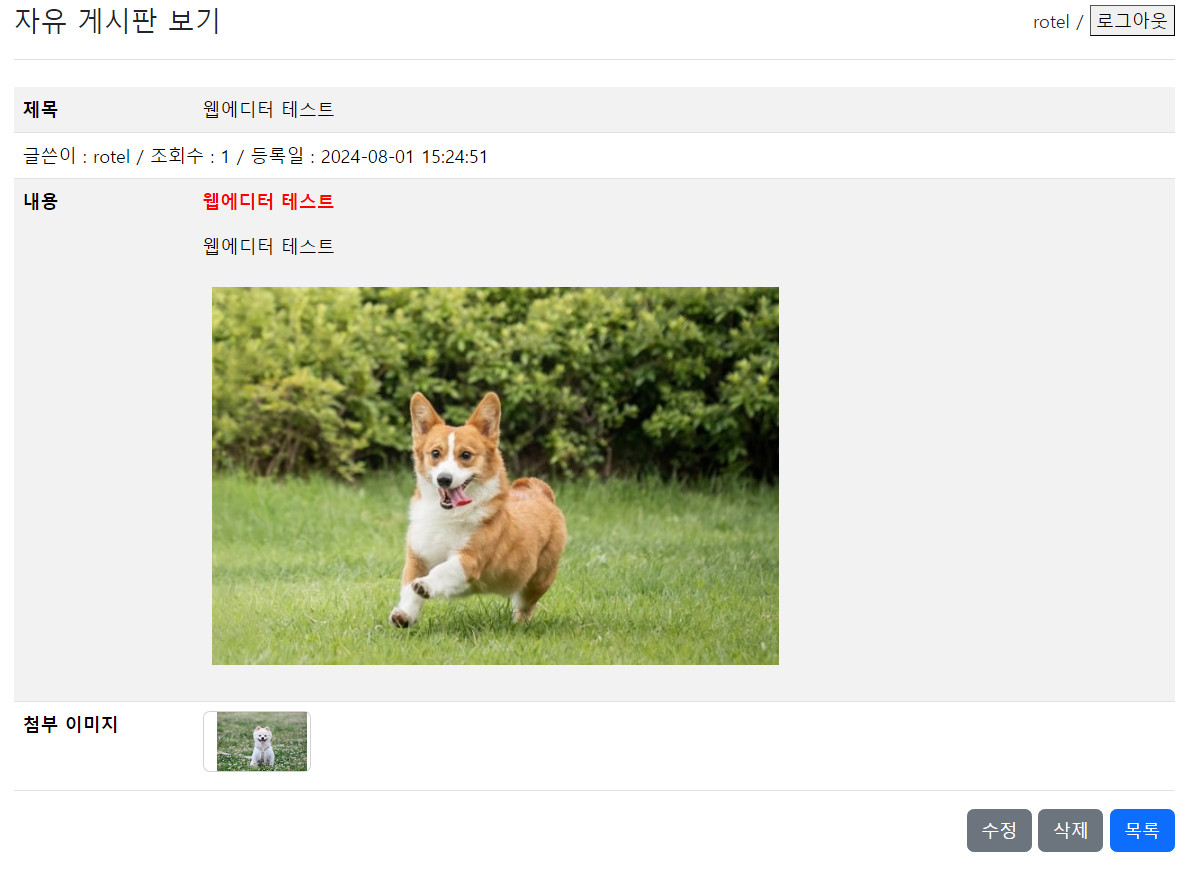 자유 게시판 보기
rotel / 로그아웃
제목 웹에디터 테스트
글쓴이 : rotel / 조회수 : 1 / 등록일 : 2024-08-01 15:24:51
내용 웹에디터 테스트
웹에디터 테스트
첨부 이미지
수정 삭제 목록